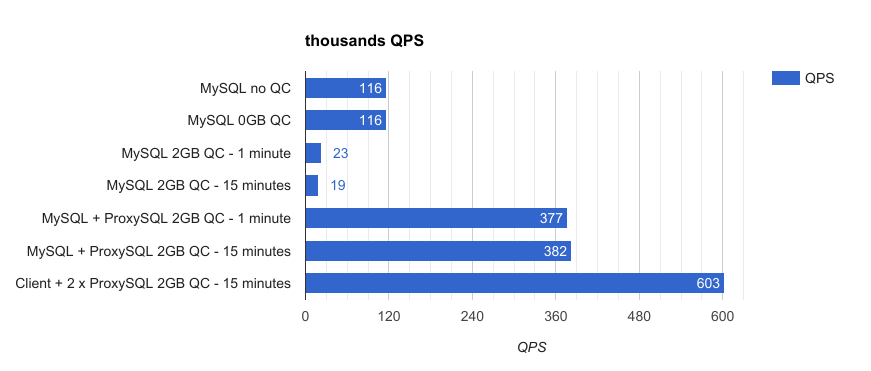 thousands QPS
QPS
MySQL no QC 116
MySQL 0GB QC 116
MySQL 2GB QC - 1 minute 23
MySQL 2GB QC - 15 minutes 19
MySQL + ProxySQL 2GB QC - 1 minute 377
MySQL + ProxySQL 2GB QC - 15 minutes 382
Client + 2 x ProxySQL 2GB QC - 15 minutes 603
0 120 240 360 480 600
QPS